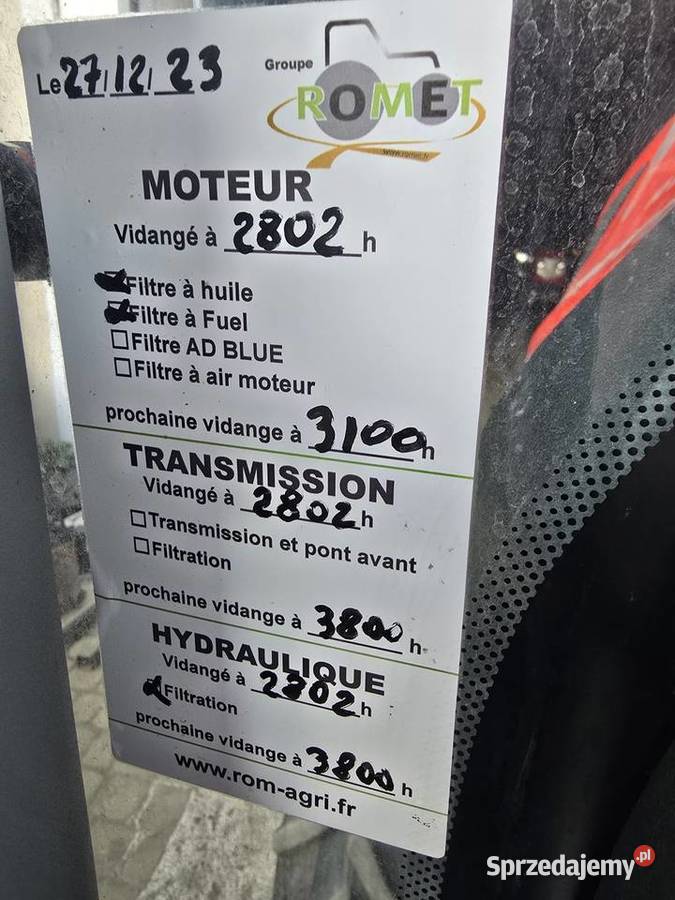 Le 27/12/23
Groupe
ROMET
www.romet.fr
MOTEUR
Vidangé à 2802 h
Filtre à huile
Filtre à Fuel
Filtre AD BLUE
Filtre à air moteur
prochaine vidange à 3100 h
TRANSMISSION
Vidangé à 2802 h
Transmission et pont avant
Filtration
prochaine vidange à 3800 h
HYDRAULIQUE
Vidangé à 2802 h
Filtration
prochaine vidange à 3800 h
www.rom-agri.fr
Sprzedajemy.pl